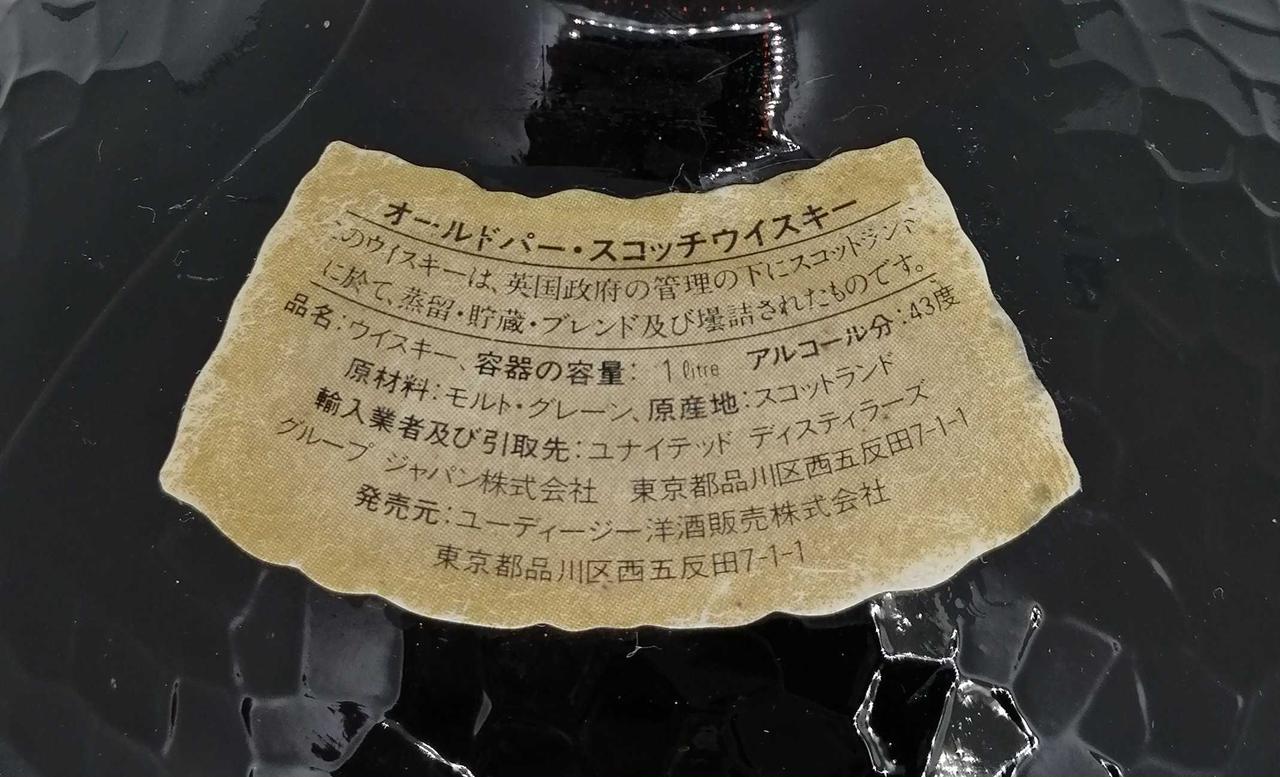 オールドパー・スコッチウイスキー
このウイスキーは、英国政府の管理の下にスコットランド
に於て、蒸留・貯蔵・ブレンド及び壜詰されたものです。
品名：ウイスキー、容器の容量： 1 litre アルコール分：43度
原材料：モルト・グレーン、原産地：スコットランド
輸入業者及び引取先：ユナイテッド ディスティラーズ
グループ ジャパン株式会社 東京都品川区西五反田7-1-1
発売元：ユーディージー洋酒販売株式会社
東京都品川区西五反田7-1-1